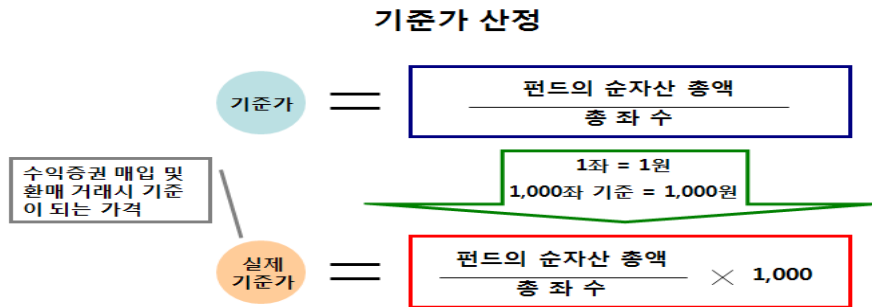 기준가 산정
기준가
펀드의 순자산 총액
총 좌 수
1좌 = 1원
1,000좌 기준 = 1,000원
수익증권 매입 및
환매 거래시 기준
이 되는 가격
실제
기준가
펀드의 순자산 총액
총 좌 수
× 1,000